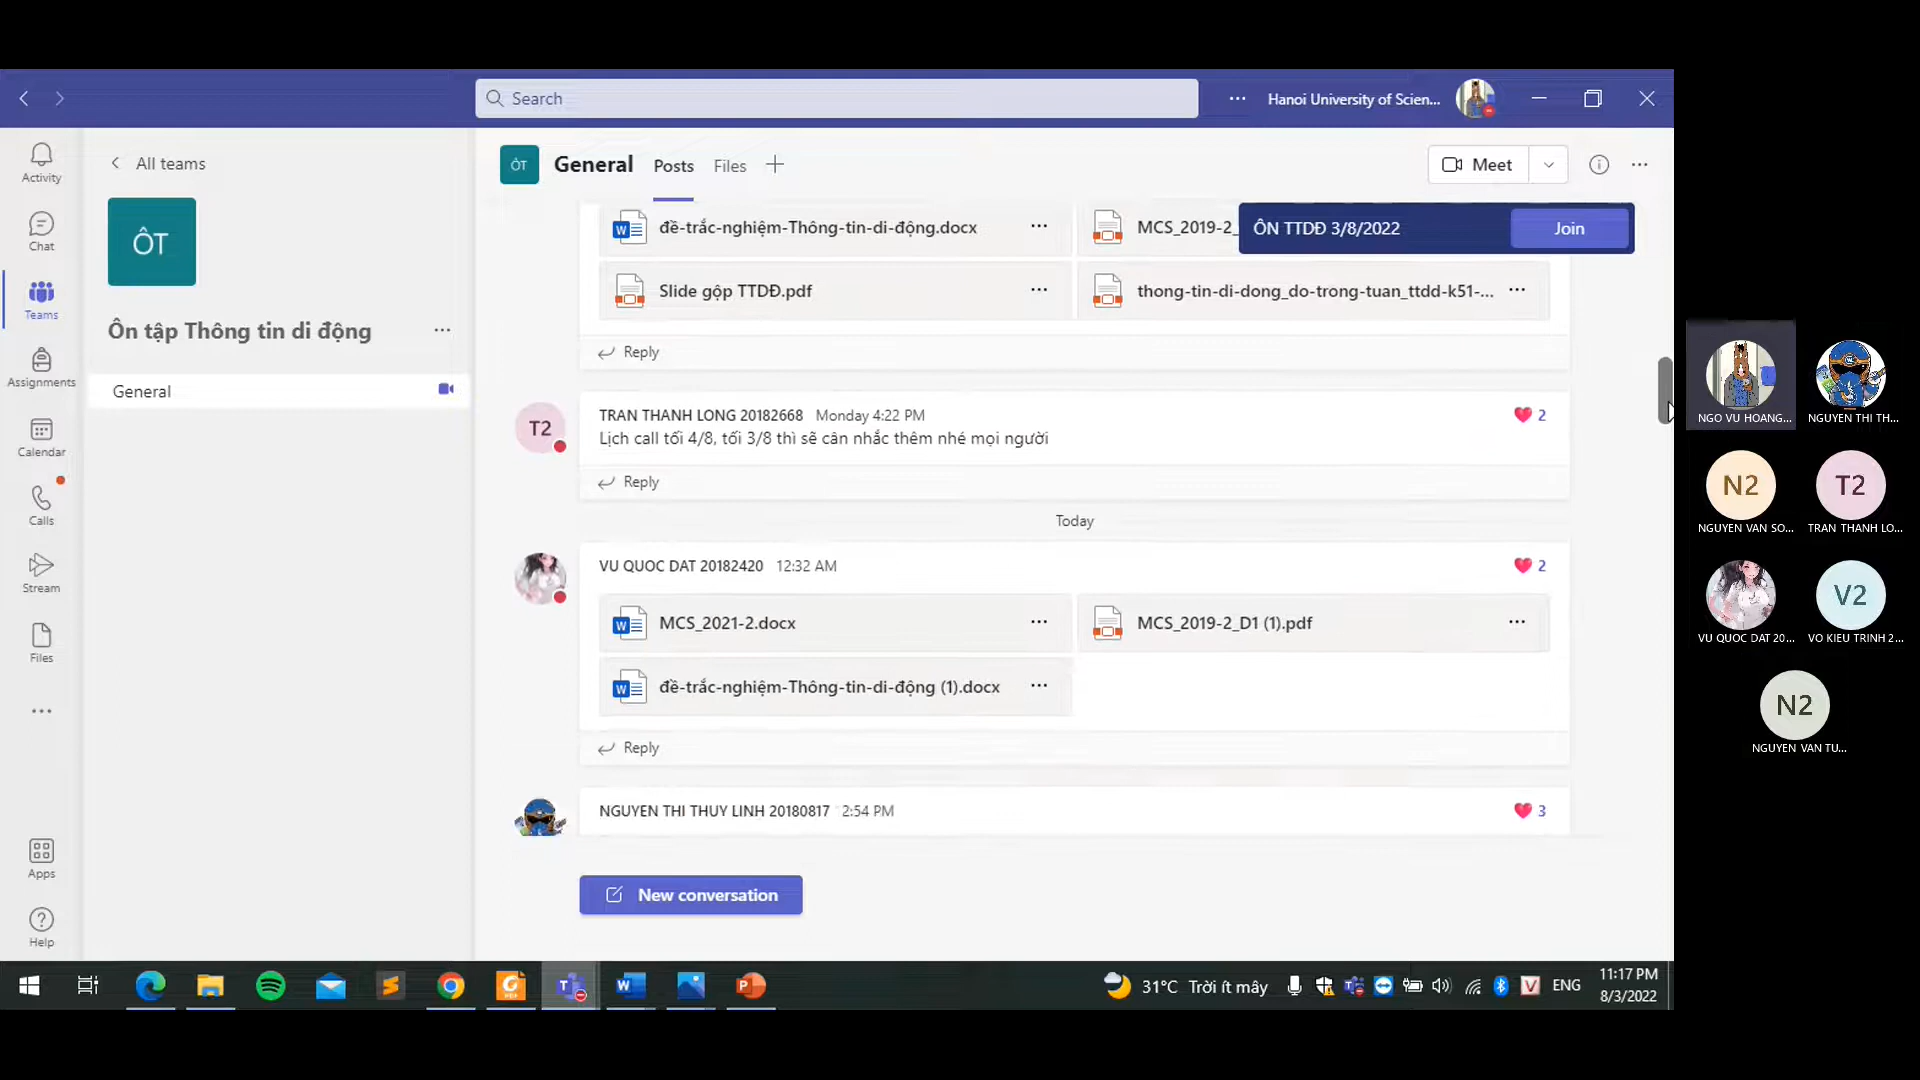 Search
Hanoi University of Scien...
Activity
Chat
Teams
Assignments
Calendar
Calls
Stream
Files
Apps
Help
All teams
ÔT
Ôn tập Thông tin di động
General
ÔT
General
Posts
Files
Meet
đề-trắc-nghiệm-Thông-tin-di-động.docx
MCS_2019-2_
ÔN TTDĐ 3/8/2022
Join
Slide gộp TTDĐ.pdf
thong-tin-di-dong_do-trong-tuan_ttdd-k51-...
Reply
T2
TRAN THANH LONG 20182668 Monday 4:22 PM
2
Lịch call tối 4/8, tối 3/8 thì sẽ cân nhắc thêm nhé mọi người
Reply
Today
VU QUOC DAT 20182420 12:32 AM
2
MCS_2021-2.docx
MCS_2019-2_D1 (1).pdf
đề-trắc-nghiệm-Thông-tin-di-động (1).docx
Reply
NGUYEN THI THUY LINH 20180817 2:54 PM
3
New conversation
NGO VU HOANG...
NGUYEN THI TH...
N2
T2
NGUYEN VAN SO...
TRAN THANH LO...
V2
VU QUOC DAT 20...
VO KIEU TRINH 2...
N2
NGUYEN VAN TU...
31°C Trời ít mây
ENG
11:17 PM
8/3/2022